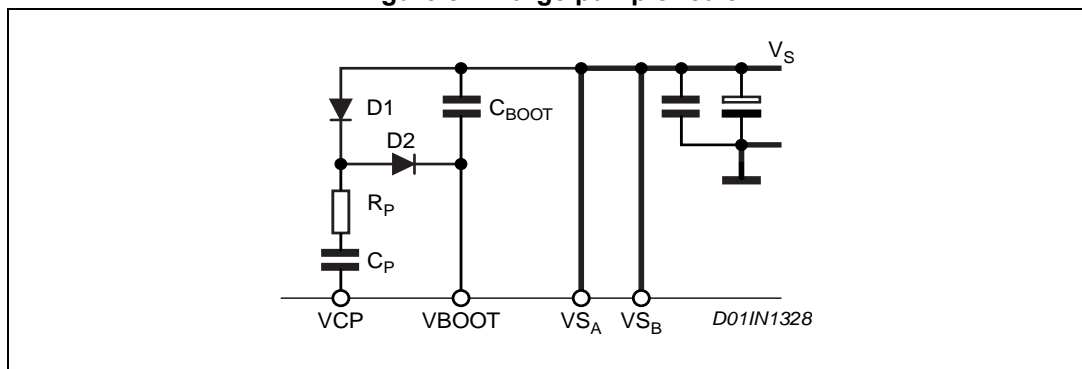 V_S
D1
C_BOOT
D2
R_P
C_P
VCP VBOOT VS_A VS_B D01IN1328